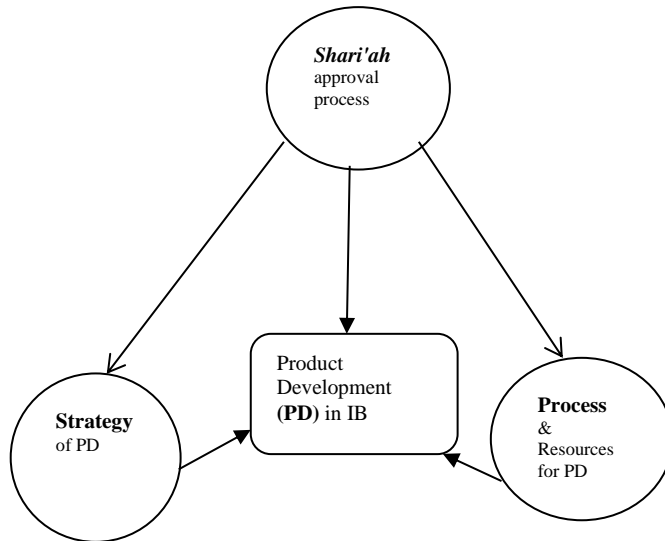 Shari'ah
approval
process
Product
Development
(PD) in IB
Strategy
of PD
Process
&
Resources
for PD